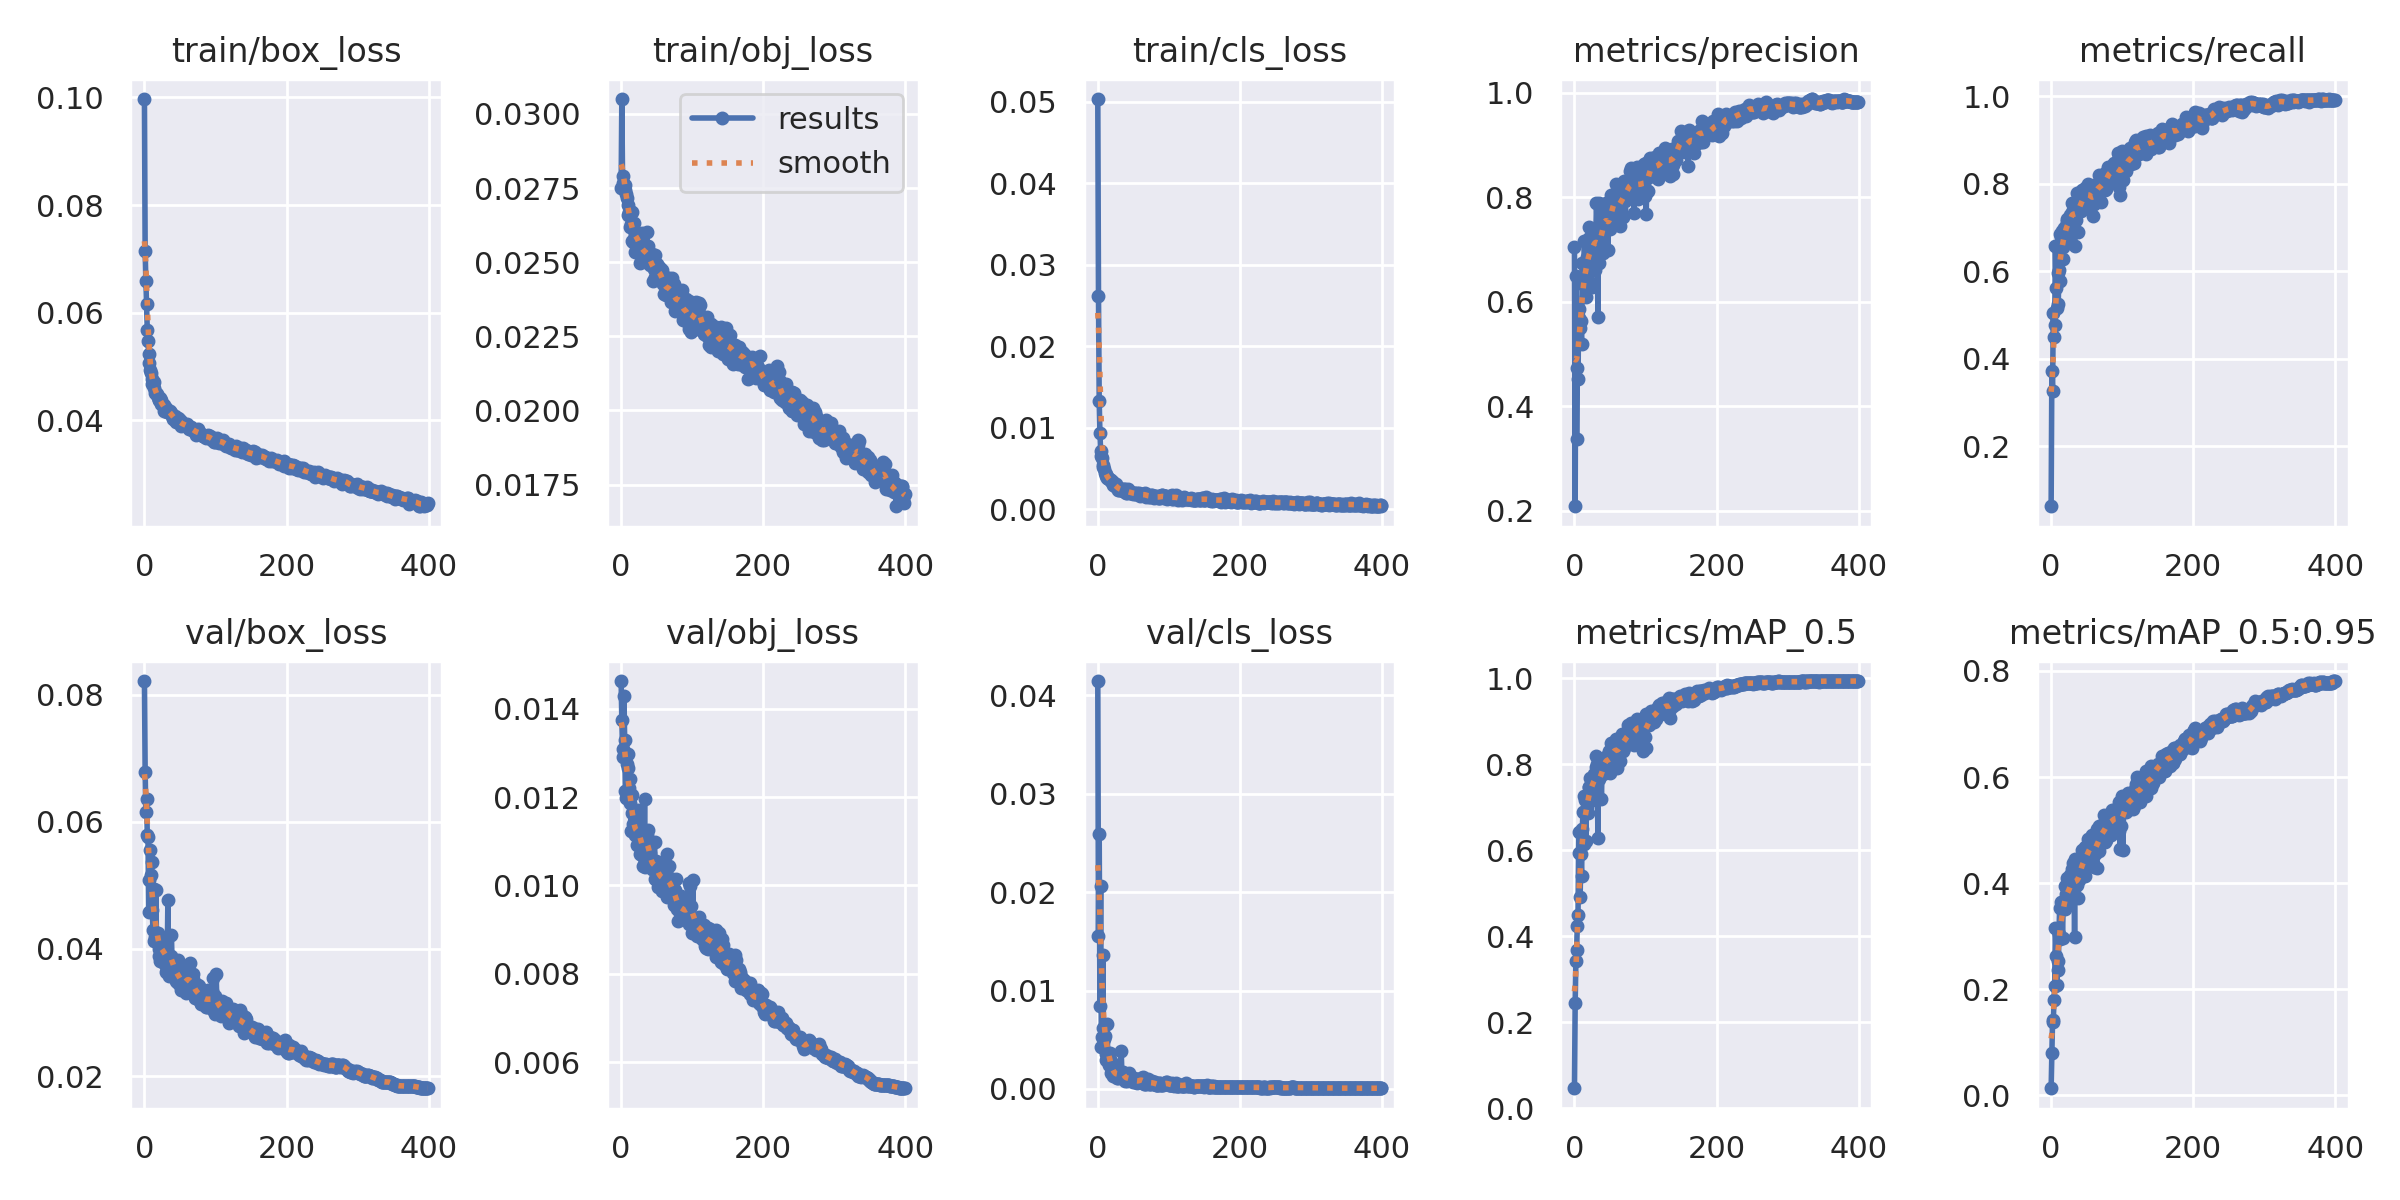 train/box_loss
0.10
0.08
0.06
0.04
0 200 400
train/obj_loss
results
smooth
0.0300
0.0275
0.0250
0.0225
0.0200
0.0175
0 200 400
train/cls_loss
0.05
0.04
0.03
0.02
0.01
0.00
0 200 400
metrics/precision
1.0
0.8
0.6
0.4
0.2
0 200 400
metrics/recall
1.0
0.8
0.6
0.4
0.2
0 200 400
val/box_loss
0.08
0.06
0.04
0.02
0 200 400
val/obj_loss
0.014
0.012
0.010
0.008
0.006
0 200 400
val/cls_loss
0.04
0.03
0.02
0.01
0.00
0 200 400
metrics/mAP_0.5
1.0
0.8
0.6
0.4
0.2
0.0
0 200 400
metrics/mAP_0.5:0.95
0.8
0.6
0.4
0.2
0.0
0 200 400